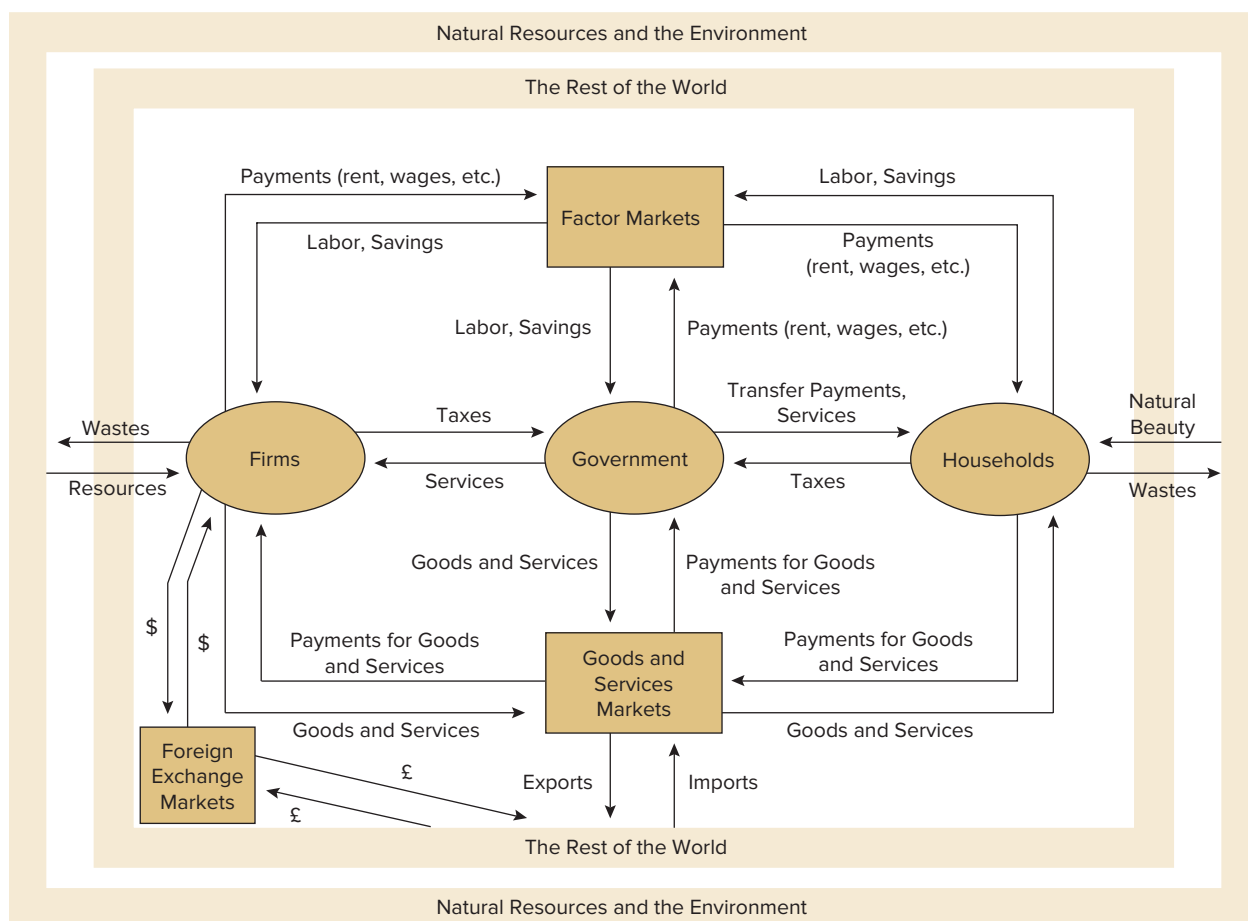 Natural Resources and the Environment
The Rest of the World
Payments (rent, wages, etc.)
Labor, Savings
Factor Markets
Labor, Savings
Payments
(rent, wages, etc.)
Labor, Savings
Payments (rent, wages, etc.)
Wastes
Resources
Firms
Taxes
Services
Government
Transfer Payments,
Services
Taxes
Households
Natural
Beauty
Wastes
Goods and Services
Payments for Goods
and Services
$
$
Payments for Goods
and Services
Goods and
Services
Markets
Payments for Goods
and Services
Goods and Services
Goods and Services
Foreign
Exchange
Markets
£
£
Exports
Imports
The Rest of the World
Natural Resources and the Environment